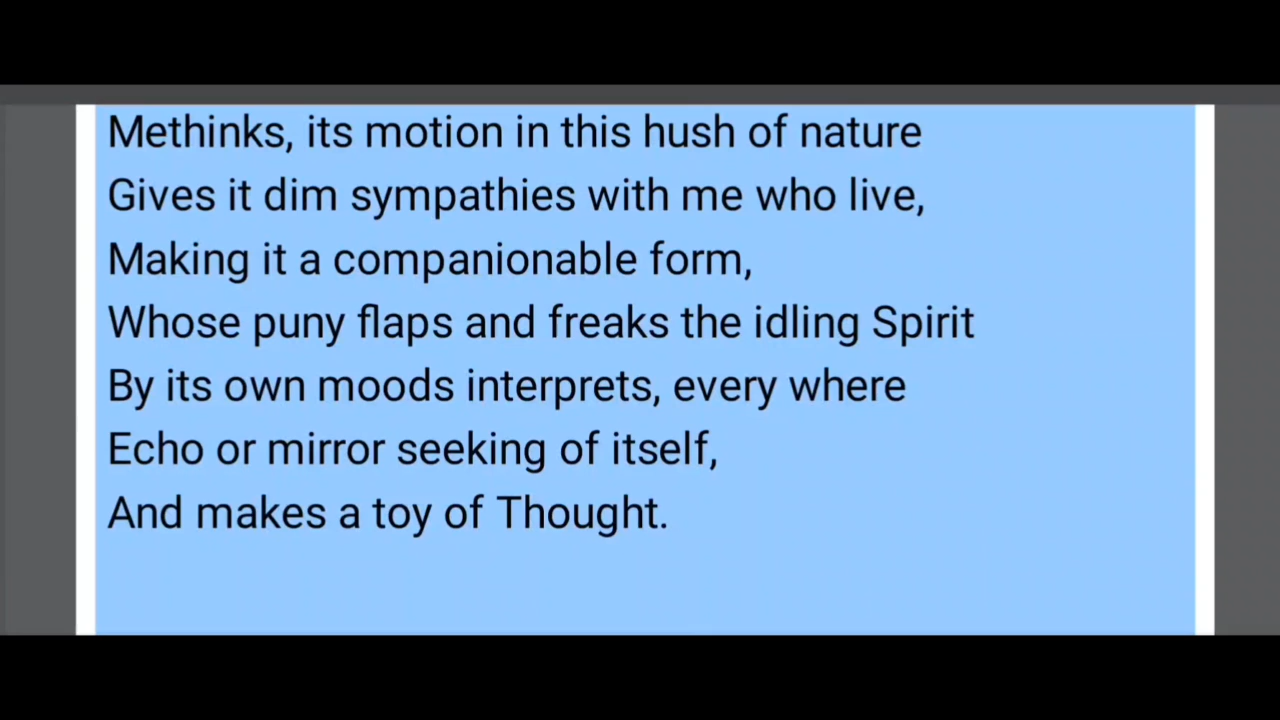 Methinks, its motion in this hush of nature
Gives it dim sympathies with me who live,
Making it a companionable form,
Whose puny flaps and freaks the idling Spirit
By its own moods interprets, every where
Echo or mirror seeking of itself,
And makes a toy of Thought.